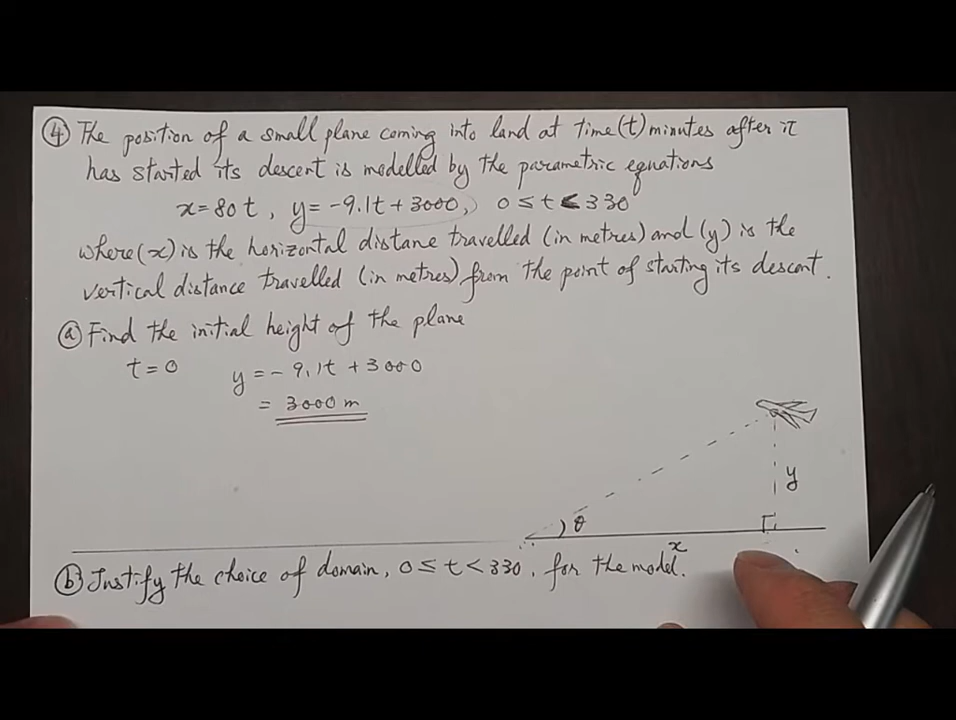 ④ The position of a small plane coming into land at time (t) minutes after it
has started its descent is modelled by the parametric equations
x = 80t , y = -9.1t + 3000 , 0 ≤ t < 330
where (x) is the horizontal distane travelled (in metres) and (y) is the
vertical distance travelled (in metres) from the point of starting its descent.
ⓐ Find the initial height of the plane
t = 0 y = -9.1t + 3000
= 3000 m
y
θ
x
ⓑ Justify the choice of domain, 0 ≤ t < 330, for the model.